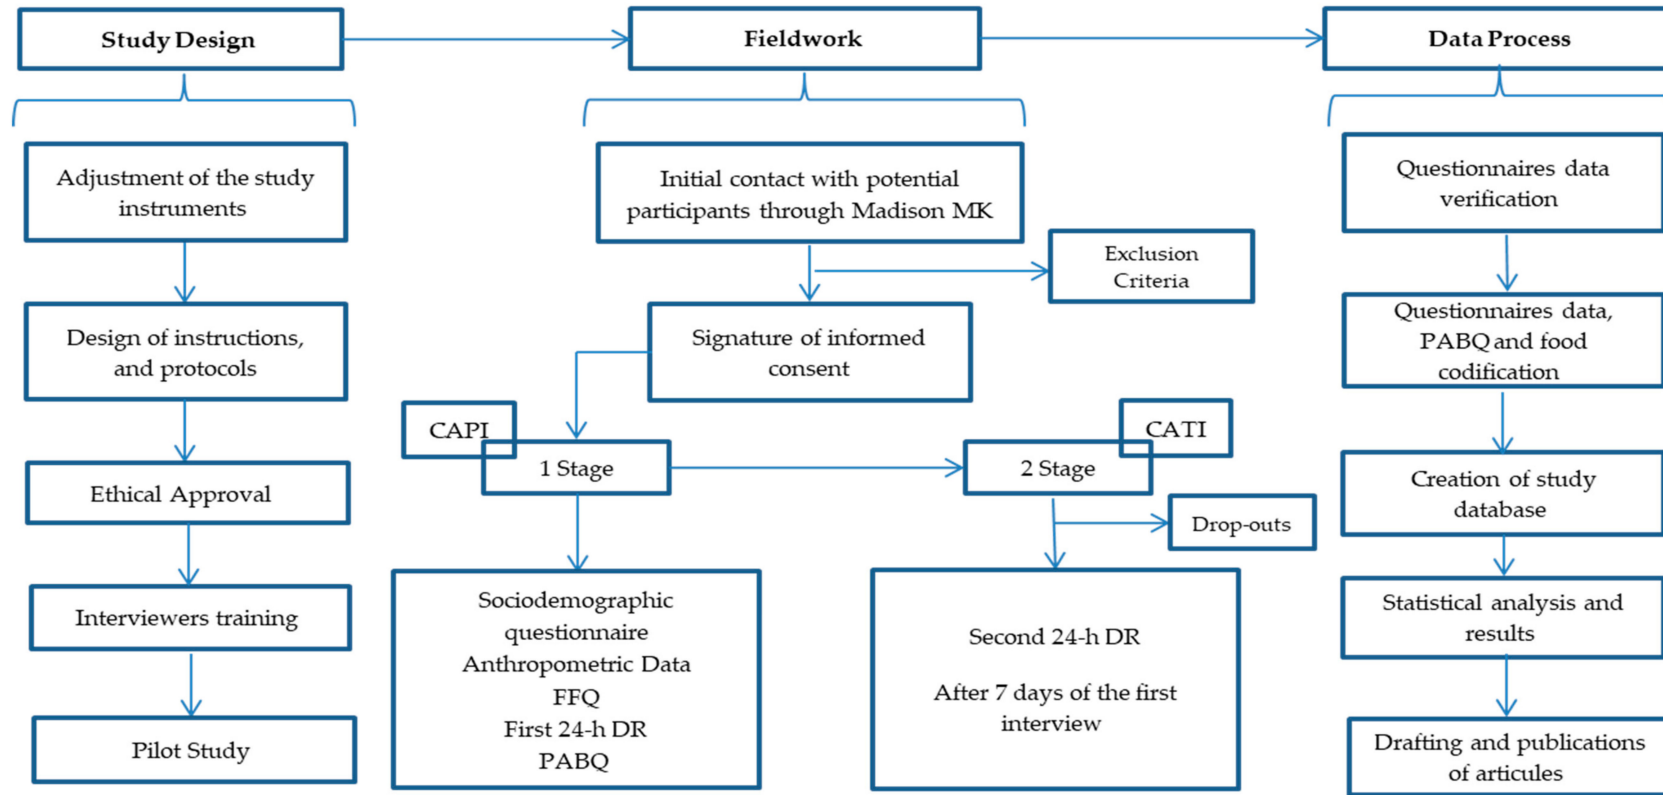 Study Design
Fieldwork
Data Process
Adjustment of the study
instruments
Design of instructions,
and protocols
Ethical Approval
Interviewers training
Pilot Study
Initial contact with potential
participants through Madison MK
Exclusion
Criteria
Signature of informed
consent
CAPI
1 Stage
CATI
2 Stage
Drop-outs
Sociodemographic
questionnaire
Anthropometric Data
FFQ
First 24-h DR
PABQ
Second 24-h DR
After 7 days of the first
interview
Questionnaires data
verification
Questionnaires data,
PABQ and food
codification
Creation of study
database
Statistical analysis and
results
Drafting and publications
of articules